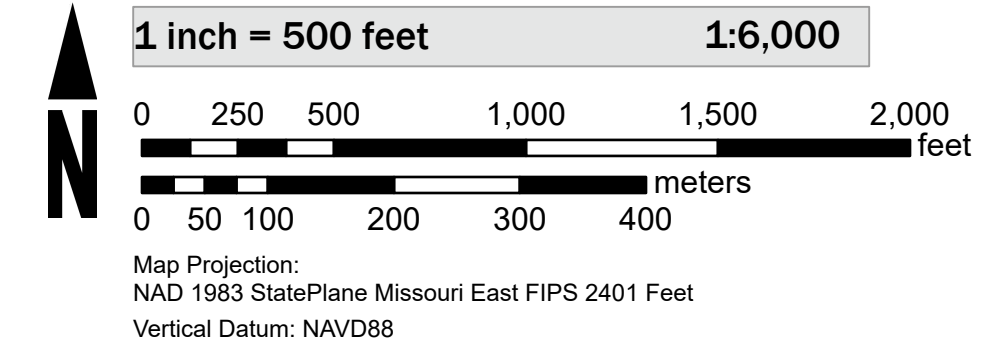 1 inch = 500 feet 1:6,000
0 250 500 1,000 1,500 2,000
feet
meters
0 50 100 200 300 400
N
Map Projection:
NAD 1983 StatePlane Missouri East FIPS 2401 Feet
Vertical Datum: NAVD88